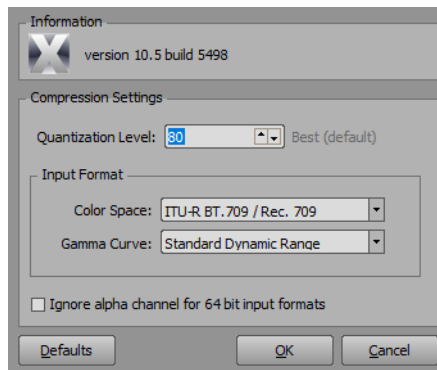 Information
version 10.5 build 5498
Compression Settings
Quantization Level: 80 Best (default)
Input Format
Color Space: ITU-R BT.709 / Rec. 709
Gamma Curve: Standard Dynamic Range
Ignore alpha channel for 64 bit input formats
Defaults OK Cancel